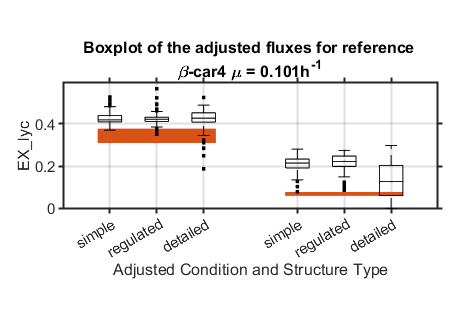 Boxplot of the adjusted fluxes for reference
β-car4 μ = 0.101h⁻¹
EX_lyc
0.4
0.2
0
simple regulated detailed simple regulated detailed
Adjusted Condition and Structure Type